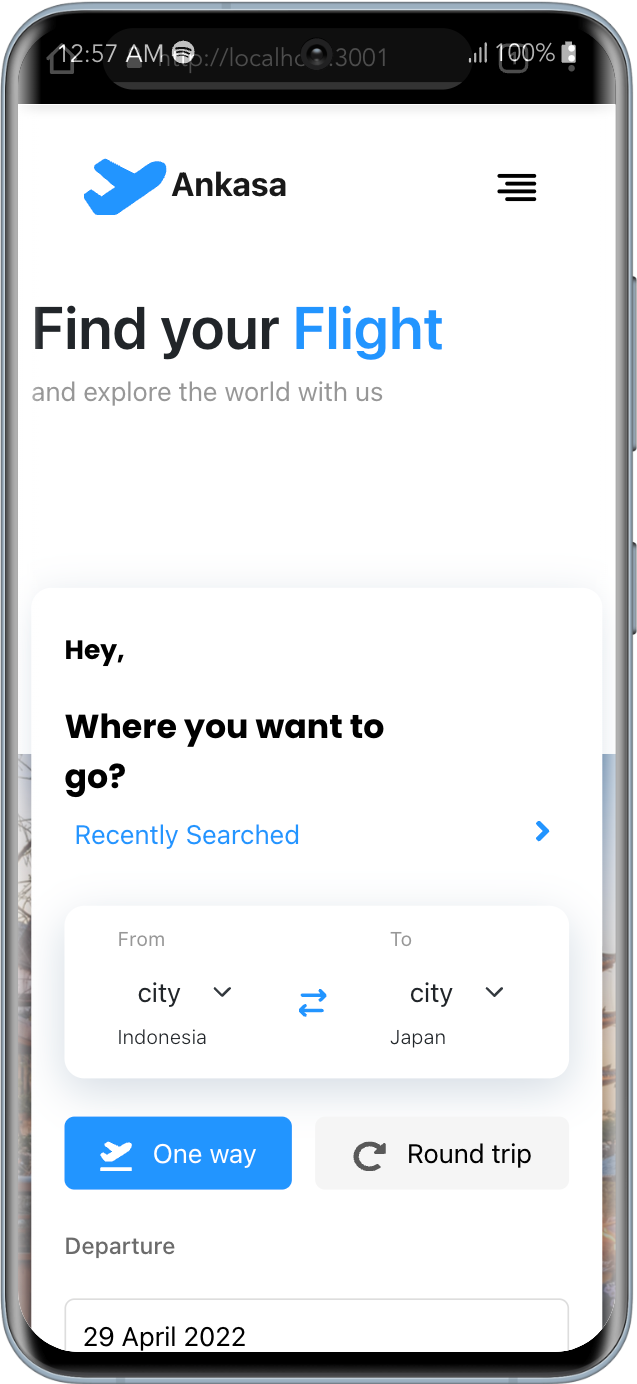 12:57 AM
http://localho
:3001
100%
Ankasa
Find your Flight
and explore the world with us
Hey,
Where you want to
go?
Recently Searched
From
To
city
city
Indonesia
Japan
One way
Round trip
Departure
29 April 2022